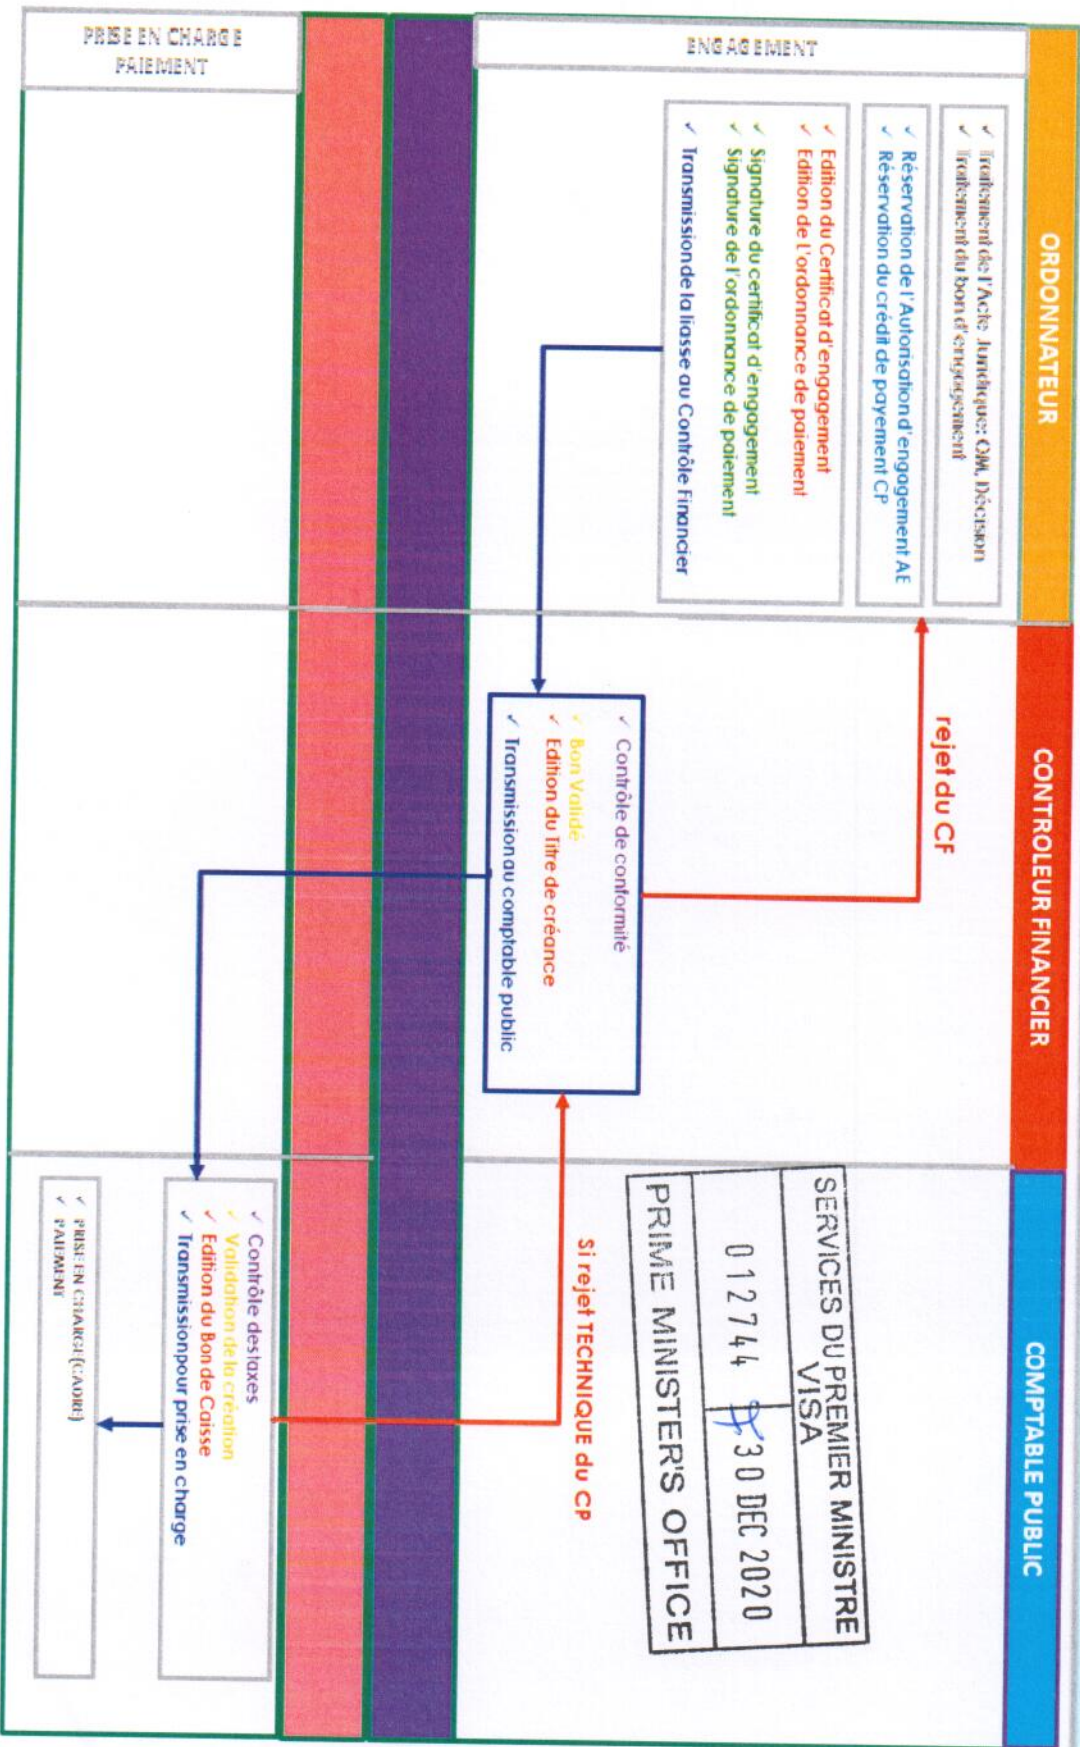 ORDONNATEUR
CONTROLEUR FINANCIER
COMPTABLE PUBLIC
ENGAGEMENT
✓ Traitement de l'Acte Juridique: OM, Décision
✓ Traitement du bon d'engagement
✓ Réservation de l'Autorisation d'engagement AE
✓ Réservation du crédit de payement CP
✓ Edition du Certificat d'engagement
✓ Edition de l'ordonnance de paiement
✓ Signature du certificat d'engagement
✓ Signature de l'ordonnance de paiement
✓ Transmission de la liasse au Contrôle Financier
rejet du CF
✓ Contrôle de conformité
✓ Bon Validé
✓ Edition du Titre de créance
✓ Transmission au comptable public
SERVICES DU PREMIER MINISTRE
VISA
012744 30 DEC 2020
PRIME MINISTER'S OFFICE
Si rejet TECHNIQUE du CP
PRISE EN CHARGE
PAIEMENT
✓ Contrôle des taxes
✓ Validation de la création
✓ Edition du Bon de Caisse
✓ Transmission pour prise en charge
✓ PRISE EN CHARGE(CADRE)
✓ PAIEMENT